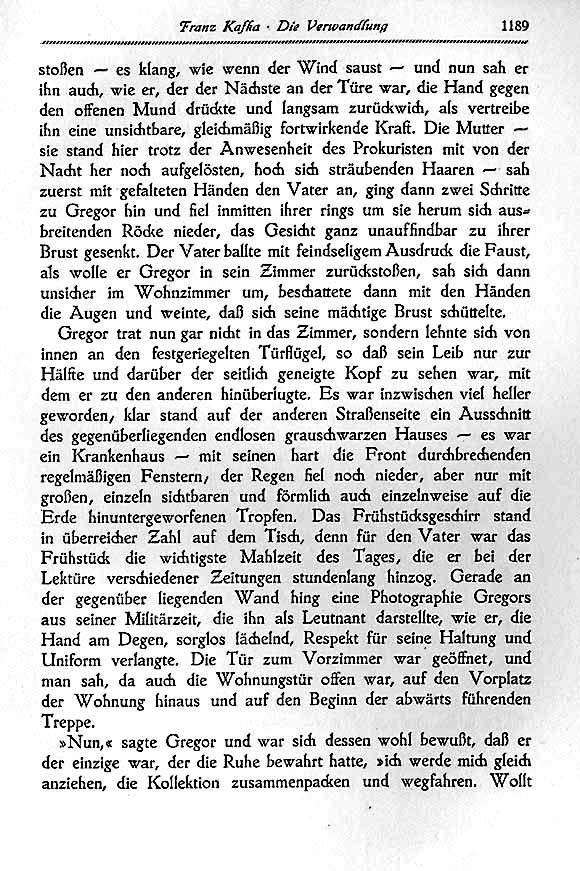 Franz Kafka · Die Verwandlung 1189
stoßen — es klang, wie wenn der Wind saust — und nun sah er
ihn auch, wie er, der der Nächste an der Türe war, die Hand gegen
den offenen Mund drückte und langsam zurückwich, als vertreibe
ihn eine unsichtbare, gleichmäßig fortwirkende Kraft. Die Mutter —
sie stand hier trotz der Anwesenheit des Prokuristen mit von der
Nacht her noch aufgelösten, hoch sich sträubenden Haaren — sah
zuerst mit gefalteten Händen den Vater an, ging dann zwei Schritte
zu Gregor hin und fiel inmitten ihrer rings um sie herum sich aus-
breitenden Röcke nieder, das Gesicht ganz unauffindbar zu ihrer
Brust gesenkt. Der Vater ballte mit feindseligem Ausdruck die Faust,
als wolle er Gregor in sein Zimmer zurückstoßen, sah sich dann
unsicher im Wohnzimmer um, beschattete dann mit den Händen
die Augen und weinte, daß sich seine mächtige Brust schüttelte.
Gregor trat nun gar nicht in das Zimmer, sondern lehnte sich von
innen an den festgeriegelten Türflügel, so daß sein Leib nur zur
Hälfte und darüber der seitlich geneigte Kopf zu sehen war, mit
dem er zu den anderen hinüberlugte. Es war inzwischen viel heller
geworden; klar stand auf der anderen Straßenseite ein Ausschnitt
des gegenüberliegenden endlosen grauschwarzen Hauses — es war
ein Krankenhaus — mit seinen hart die Front durchbrechenden
regelmäßigen Fenstern; der Regen fiel noch nieder, aber nur mit
großen, einzeln sichtbaren und förmlich auch einzelnweise auf die
Erde hinuntergeworfenen Tropfen. Das Frühstücksgeschirr stand
in überreicher Zahl auf dem Tisch, denn für den Vater war das
Frühstück die wichtigste Mahlzeit des Tages, die er bei der
Lektüre verschiedener Zeitungen stundenlang hinzog. Gerade an
der gegenüber liegenden Wand hing eine Photographie Gregors
aus seiner Militärzeit, die ihn als Leutnant darstellte, wie er, die
Hand am Degen, sorglos lächelnd, Respekt für seine Haltung und
Uniform verlangte. Die Tür zum Vorzimmer war geöffnet, und
man sah, da auch die Wohnungstür offen war, auf den Vorplatz
der Wohnung hinaus und auf den Beginn der abwärts führenden
Treppe.
»Nun,« sagte Gregor und war sich dessen wohl bewußt, daß er
der einzige war, der die Ruhe bewahrt hatte, »ich werde mich gleich
anziehen, die Kollektion zusammenpacken und wegfahren. Wollt